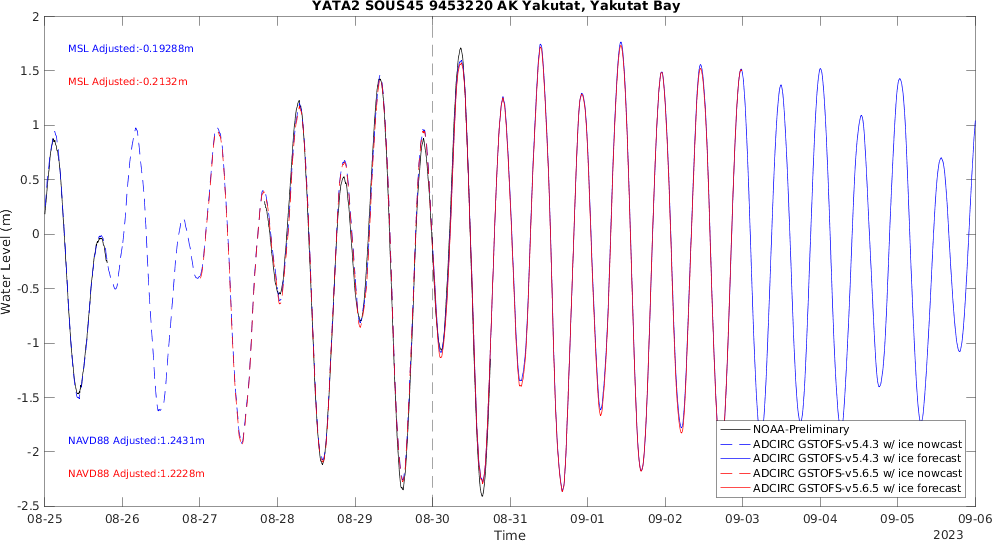 YATA2 SOUS45 9453220 AK Yakutat, Yakutat Bay
MSL Adjusted:-0.19288m
MSL Adjusted:-0.2132m
NAVD88 Adjusted:1.2431m
NAVD88 Adjusted:1.2228m
Water Level (m)
2
1.5
1
0.5
0
-0.5
-1
-1.5
-2
-2.5
NOAA-Preliminary
ADCIRC GSTOFS-v5.4.3 w/ ice nowcast
ADCIRC GSTOFS-v5.4.3 w/ ice forecast
ADCIRC GSTOFS-v5.6.5 w/ ice nowcast
ADCIRC GSTOFS-v5.6.5 w/ ice forecast
08-25 08-26 08-27 08-28 08-29 08-30 08-31 09-01 09-02 09-03 09-04 09-05 09-06
Time
2023